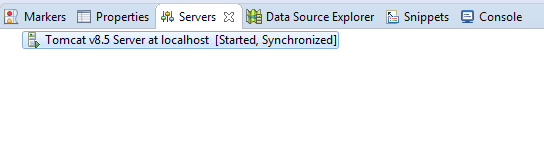 Markers Properties Servers Data Source Explorer Snippets Console
Tomcat v8.5 Server at localhost [Started, Synchronized]